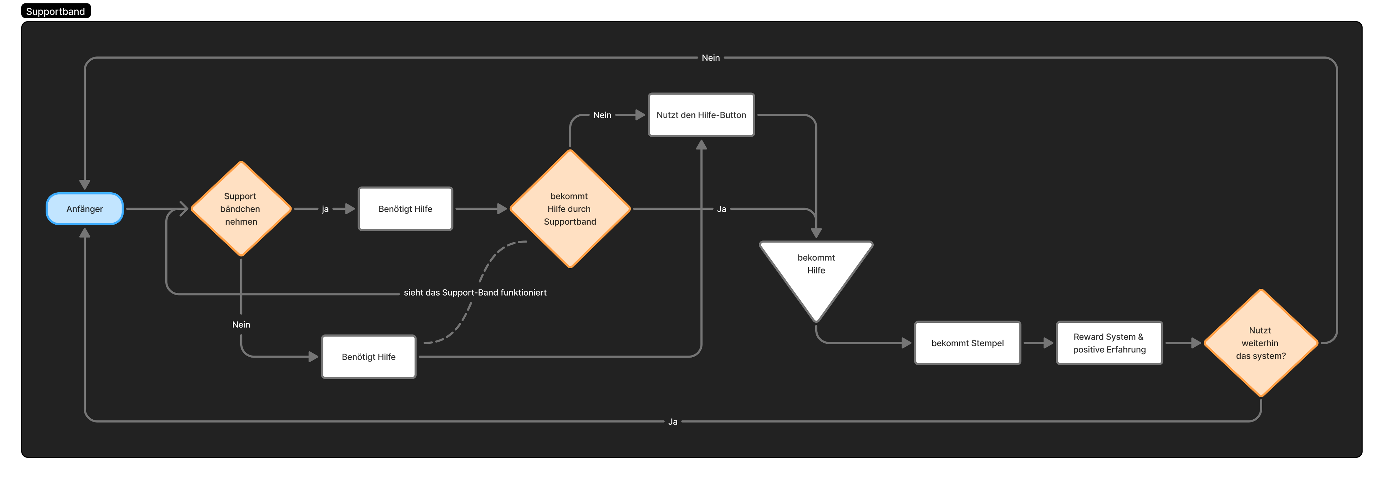 Supportband
Nein
Nein
Nutzt den Hilfe-Button
Anfänger
Support
bändchen
nehmen
ja
Benötigt Hilfe
bekommt
Hilfe durch
Supportband
Ja
bekommt
Hilfe
sieht das Support-Band funktioniert
Nein
Benötigt Hilfe
bekommt Stempel
Reward System &
positive Erfahrung
Nutzt
weiterhin
das system?
Ja